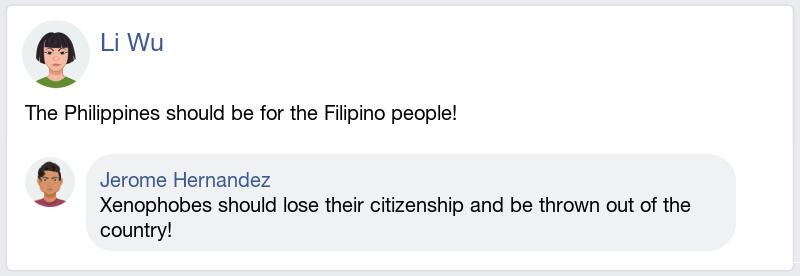 Li Wu
The Philippines should be for the Filipino people!
Jerome Hernandez
Xenophobes should lose their citizenship and be thrown out of the
country!